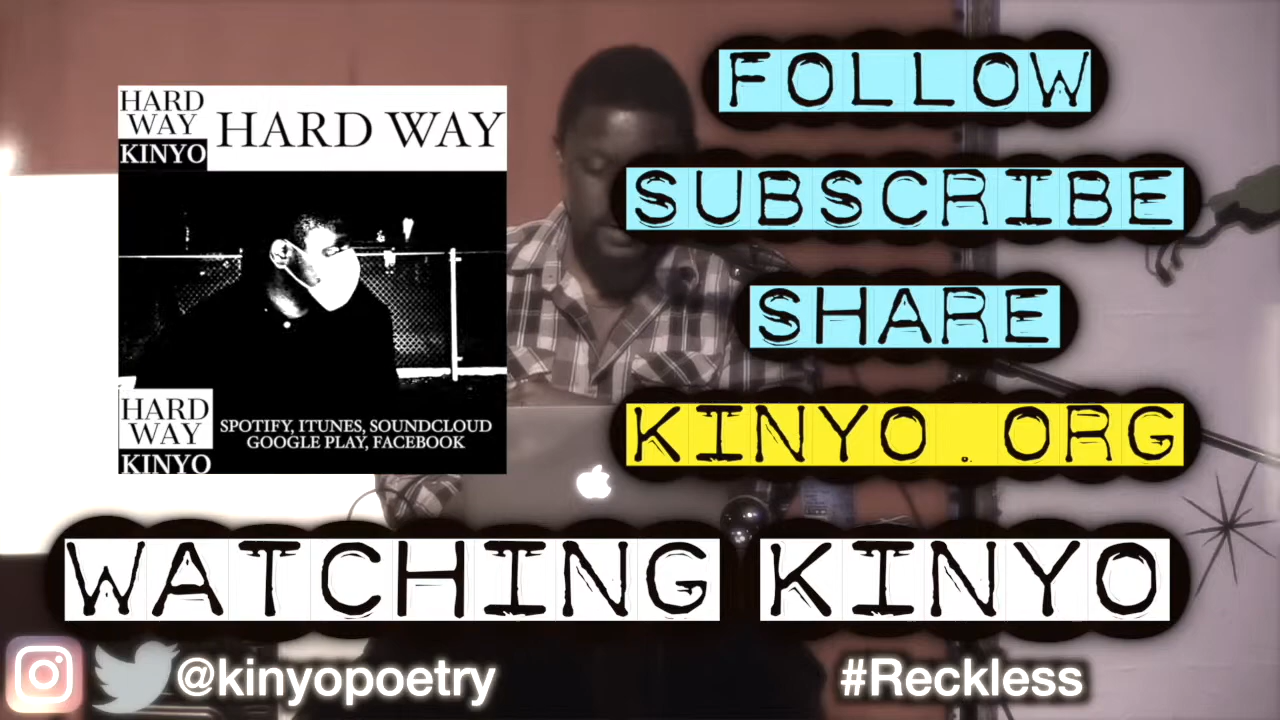 HARD
WAY
KINYO
HARD WAY
HARD
WAY
KINYO
SPOTIFY, ITUNES, SOUNDCLOUD
GOOGLE PLAY, FACEBOOK
FOLLOW
SUBSCRIBE
SHARE
KINYO.ORG
WATCHING KINYO
@kinyopoetry
#Reckless